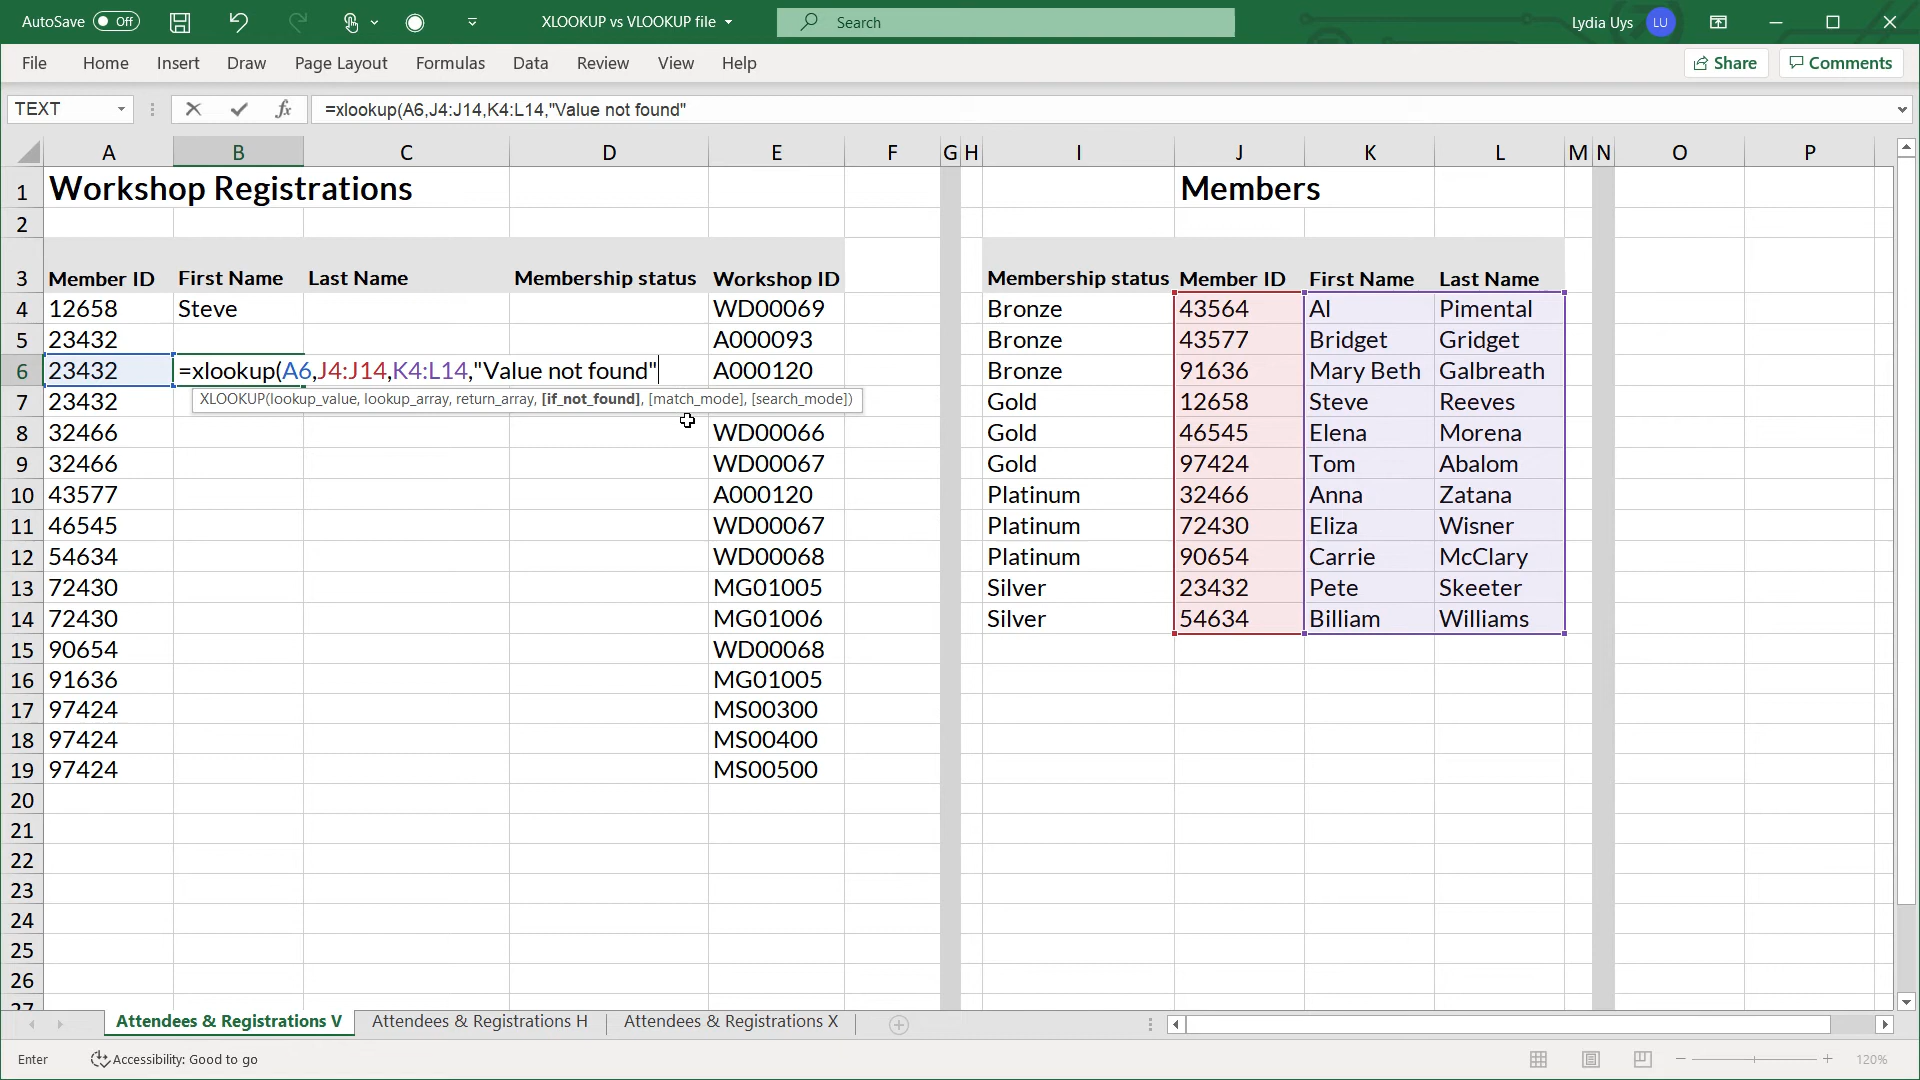 AutoSave Off XLOOKUP vs VLOOKUP file Search Lydia Uys LU
File Home Insert Draw Page Layout Formulas Data Review View Help Share Comments
TEXT fx =xlookup(A6,J4:J14,K4:L14,"Value not found"
A B C D E F G H I J K L M N O P
1 Workshop Registrations Members
2
3 Member ID First Name Last Name Membership status Workshop ID Membership status Member ID First Name Last Name
4 12658 Steve WD00069 Bronze 43564 Al Pimental
5 23432 A000093 Bronze 43577 Bridget Gridget
6 23432 =xlookup(A6,J4:J14,K4:L14,"Value not found" A000120 Bronze 91636 Mary Beth Galbreath
7 23432 XLOOKUP(lookup_value, lookup_array, return_array, [if_not_found], [match_mode], [search_mode]) Gold 12658 Steve Reeves
8 32466 WD00066 Gold 46545 Elena Morena
9 32466 WD00067 Gold 97424 Tom Abalom
10 43577 A000120 Platinum 32466 Anna Zatana
11 46545 WD00067 Platinum 72430 Eliza Wisner
12 54634 WD00068 Platinum 90654 Carrie McClary
13 72430 MG01005 Silver 23432 Pete Skeeter
14 72430 MG01006 Silver 54634 Billiam Williams
15 90654 WD00068
16 91636 MG01005
17 97424 MS00300
18 97424 MS00400
19 97424 MS00500
20
21
22
23
24
25
26
27
Attendees & Registrations V Attendees & Registrations H Attendees & Registrations X
Enter Accessibility: Good to go 120%